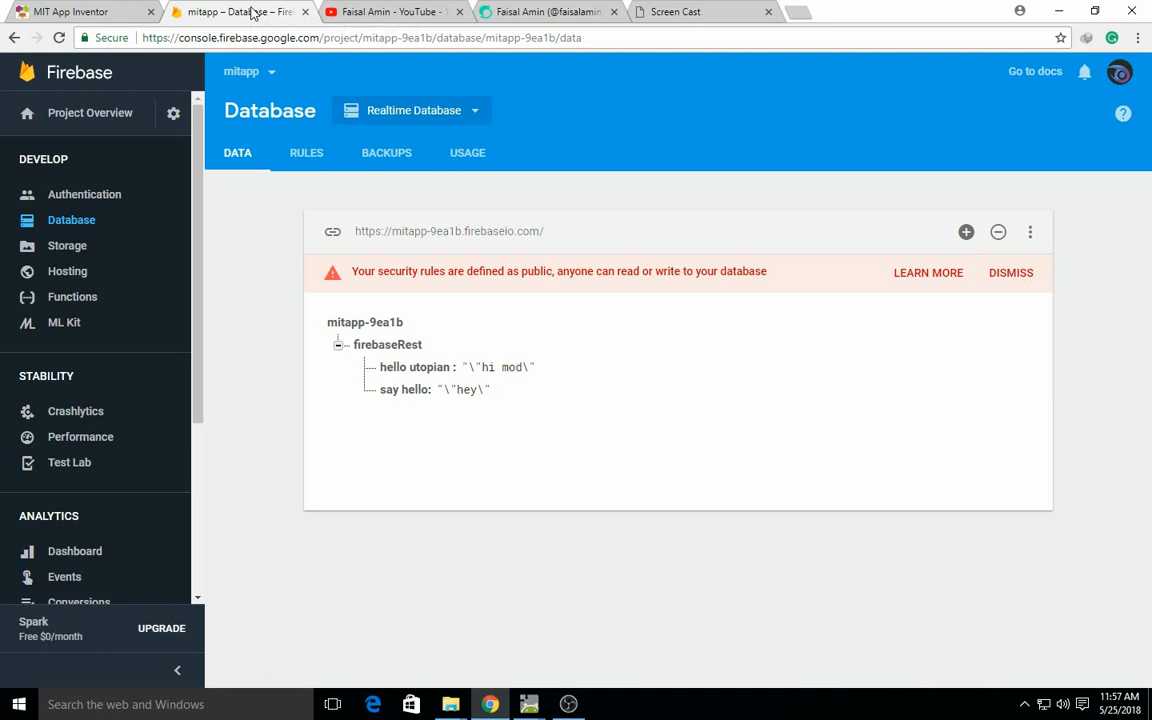 MIT App Inventor
mitapp – Database – Fire
Faisal Amin - YouTube -
Faisal Amin (@faisalamin
Screen Cast
Secure
https://console.firebase.google.com/project/mitapp-9ea1b/database/mitapp-9ea1b/data
Firebase
mitapp
Go to docs
Project Overview
Database
Realtime Database
DATA
RULES
BACKUPS
USAGE
DEVELOP
Authentication
Database
Storage
Hosting
Functions
ML Kit
STABILITY
Crashlytics
Performance
Test Lab
ANALYTICS
Dashboard
Events
Conversions
Spark
Free $0/month
UPGRADE
https://mitapp-9ea1b.firebaseio.com/
Your security rules are defined as public, anyone can read or write to your database
LEARN MORE
DISMISS
mitapp-9ea1b
firebaseRest
hello utopian : "\"hi mod\"
say hello: "\"hey\"
Search the web and Windows
11:57 AM
5/25/2018